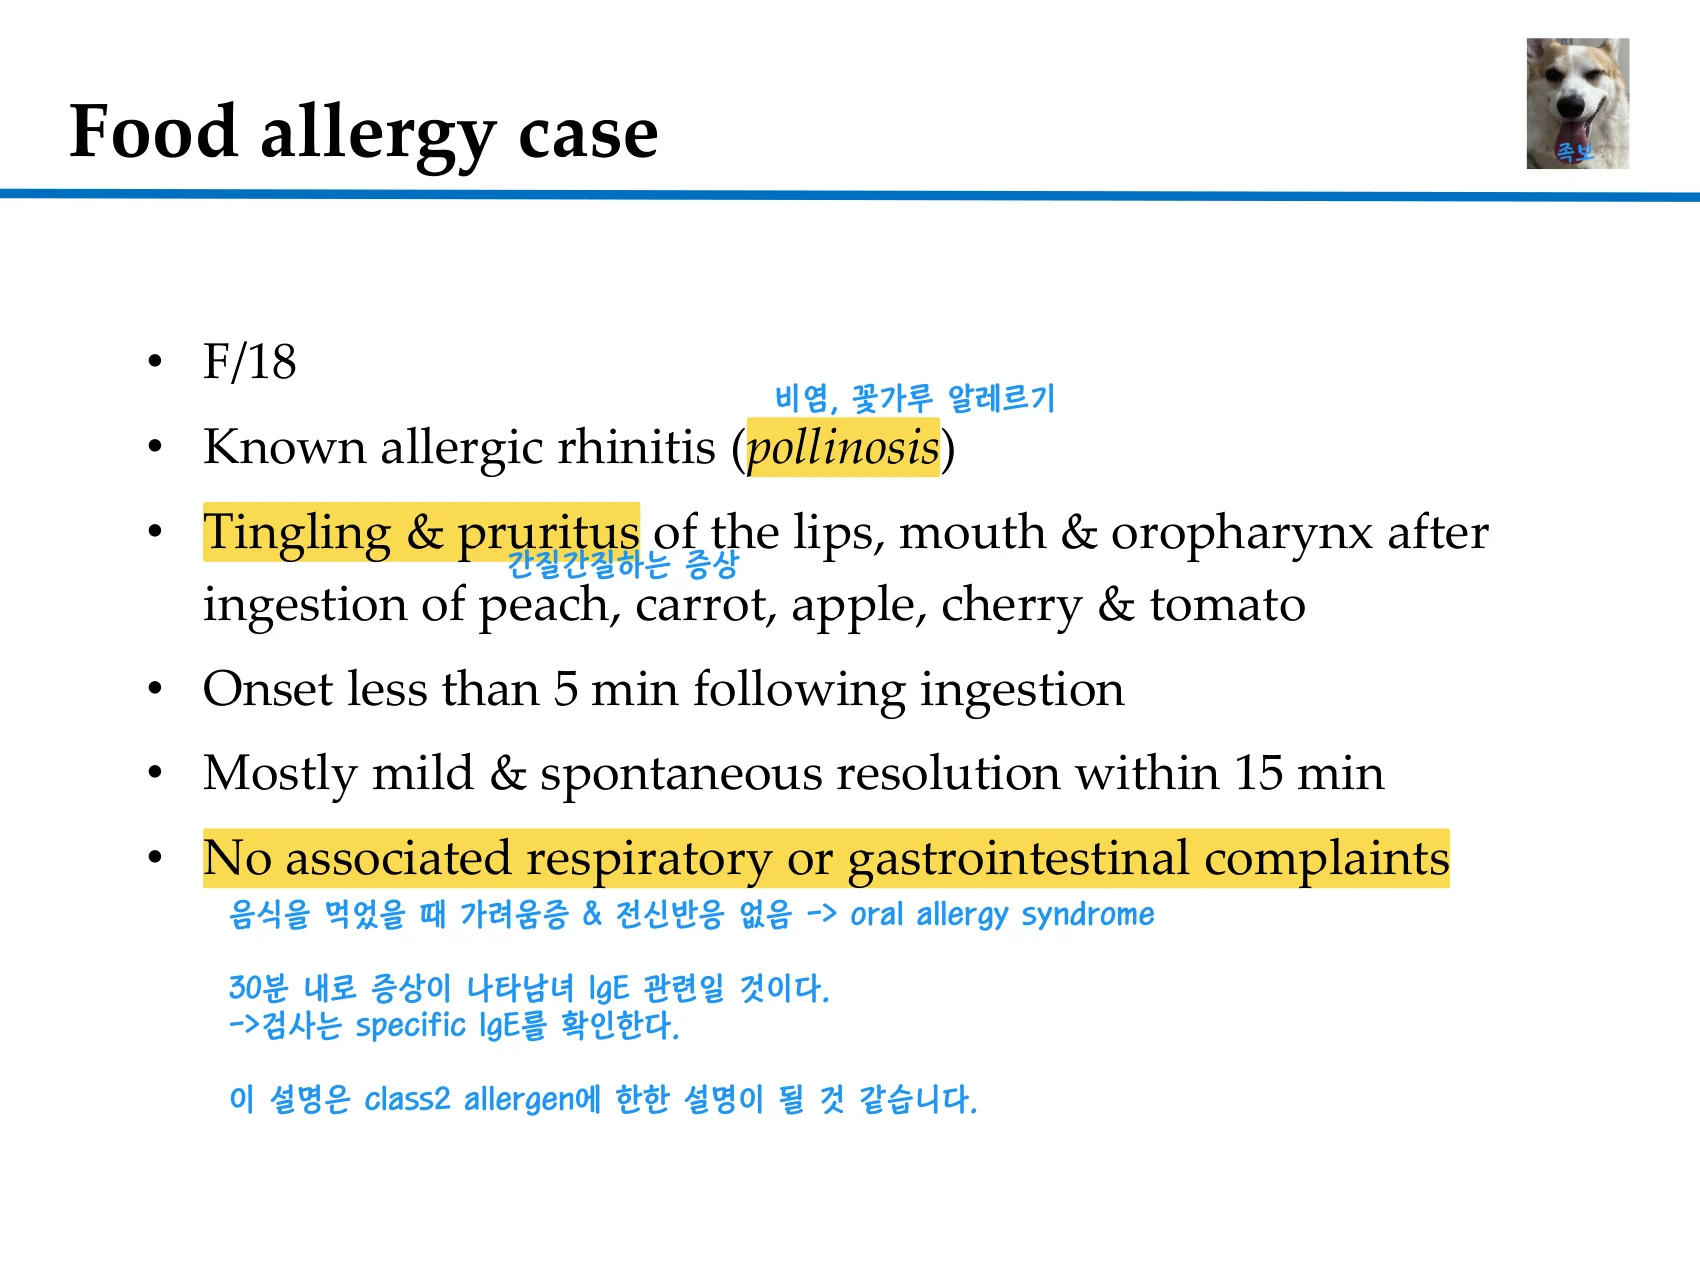 Food allergy case
족보
• F/18
비염, 꽃가루 알레르기
• Known allergic rhinitis (pollinosis)
• Tingling & pruritus of the lips, mouth & oropharynx after
간질간질하는 증상
ingestion of peach, carrot, apple, cherry & tomato
• Onset less than 5 min following ingestion
• Mostly mild & spontaneous resolution within 15 min
• No associated respiratory or gastrointestinal complaints
음식을 먹었을 때 가려움증 & 전신반응 없음 -> oral allergy syndrome
30분 내로 증상이 나타남녀 IgE 관련일 것이다.
->검사는 specific IgE를 확인한다.
이 설명은 class2 allergen에 한한 설명이 될 것 같습니다.